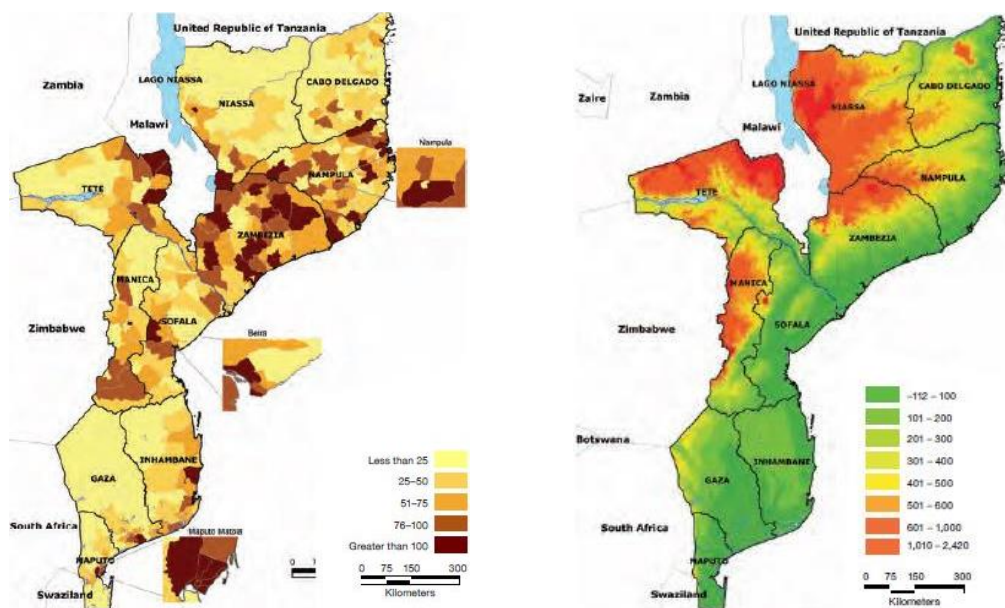 United Republic of Tanzania
Zambia
LAGO NIASSA
CABO DELGADO
NIASSA
Malawi
Nampula
TETE
NAMPULA
ZAMBEZIA
MANICA
SOFALA
Zimbabwe
Beira
INHAMBANE
GAZA
South Africa
Maputo Matola
MAPUTO
Swaziland
Less than 25
25–50
51–75
76–100
Greater than 100
0 75 150 300
Kilometers
United Republic of Tanzania
Zaire
Zambia
LAGO NIASSA
CABO DELGADO
NIASSA
Malawi
TETE
NAMPULA
ZAMBEZIA
MANICA
SOFALA
Zimbabwe
Botswana
INHAMBANE
GAZA
South Africa
MAPUTO
Swaziland
–112 – 100
101 – 200
201 – 300
301 – 400
401 – 500
501 – 600
601 – 1,000
1,010 – 2,420
0 75 150 300
Kilometers